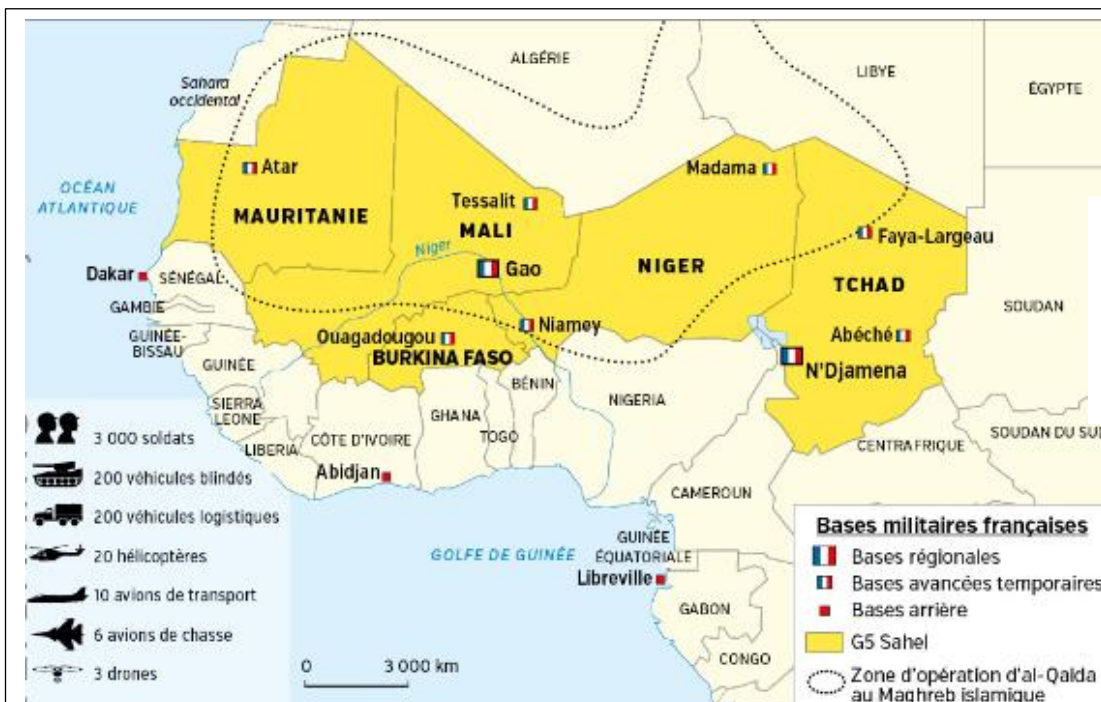 ALGÉRIE
LIBYE
ÉGYPTE
Sahara
occidental
OCÉAN
ATLANTIQUE
Atar
MAURITANIE
Tessalit
MALI
Niger
Gao
Madama
NIGER
Faya-Largeau
TCHAD
SOUDAN
Dakar
SÉNÉGAL
GAMBIE
GUINÉE-
BISSAU
GUINÉE
SIERRA
LEONE
LIBERIA
Ouagadougou
BURKINA FASO
Niamey
Abéché
N'Djamena
BÉNIN
NIGERIA
GHANA
TOGO
CÔTE D'IVOIRE
Abidjan
CENTRAFRIQUE
SOUDAN DU SUD
CAMEROUN
GOLFE DE GUINÉE
GUINÉE
ÉQUATORIALE
Libreville
GABON
CONGO
3 000 soldats
200 véhicules blindés
200 véhicules logistiques
20 hélicoptères
10 avions de transport
6 avions de chasse
3 drones
0 3 000 km
Bases militaires françaises
Bases régionales
Bases avancées temporaires
Bases arrière
G5 Sahel
Zone d'opération d'al-Qaida
au Maghreb islamique